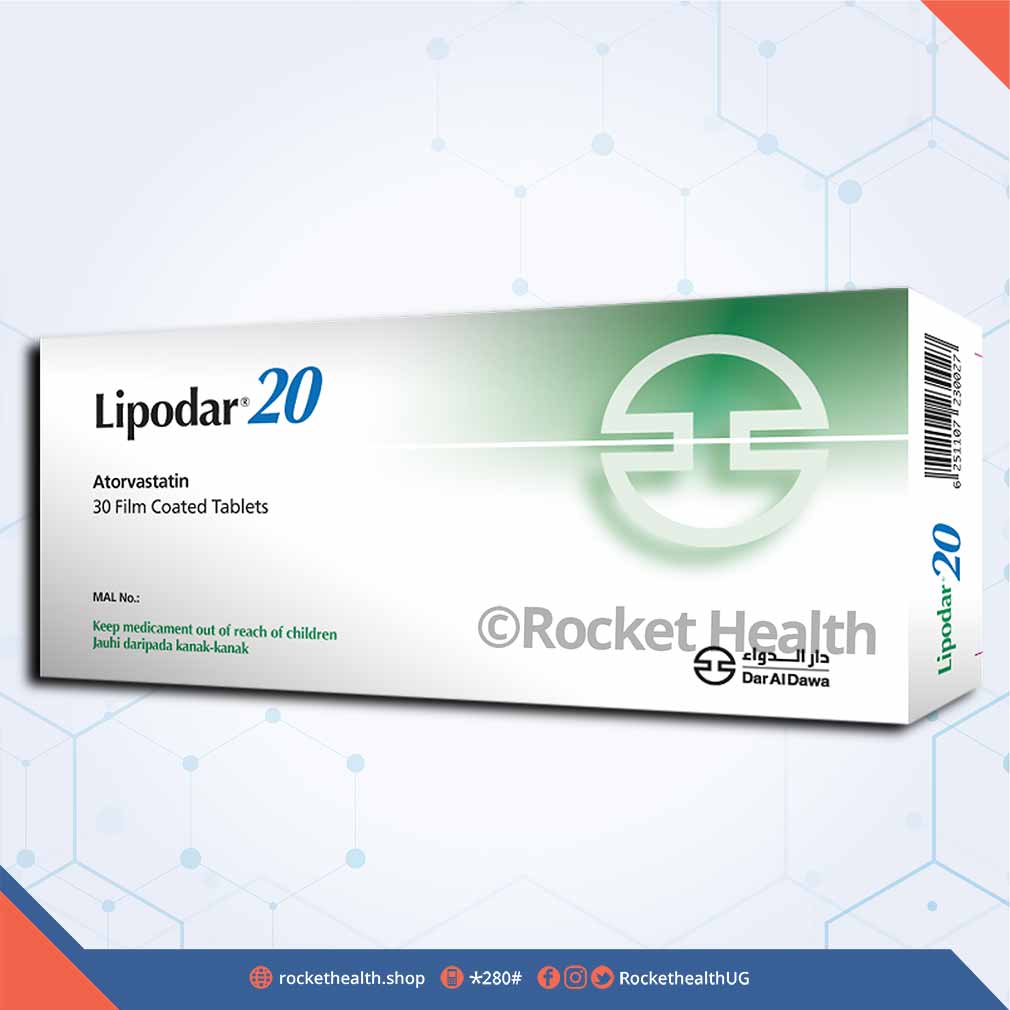 Lipodar® 20
Atorvastatin
30 Film Coated Tablets
MAL No.:
Keep medicament out of reach of children
Jauhi daripada kanak-kanak
©Rocket Health
دار الـدواء
Dar Al Dawa
6 251107 230027
Lipodar® 20
rockethealth.shop
*280#
RockethealthUG